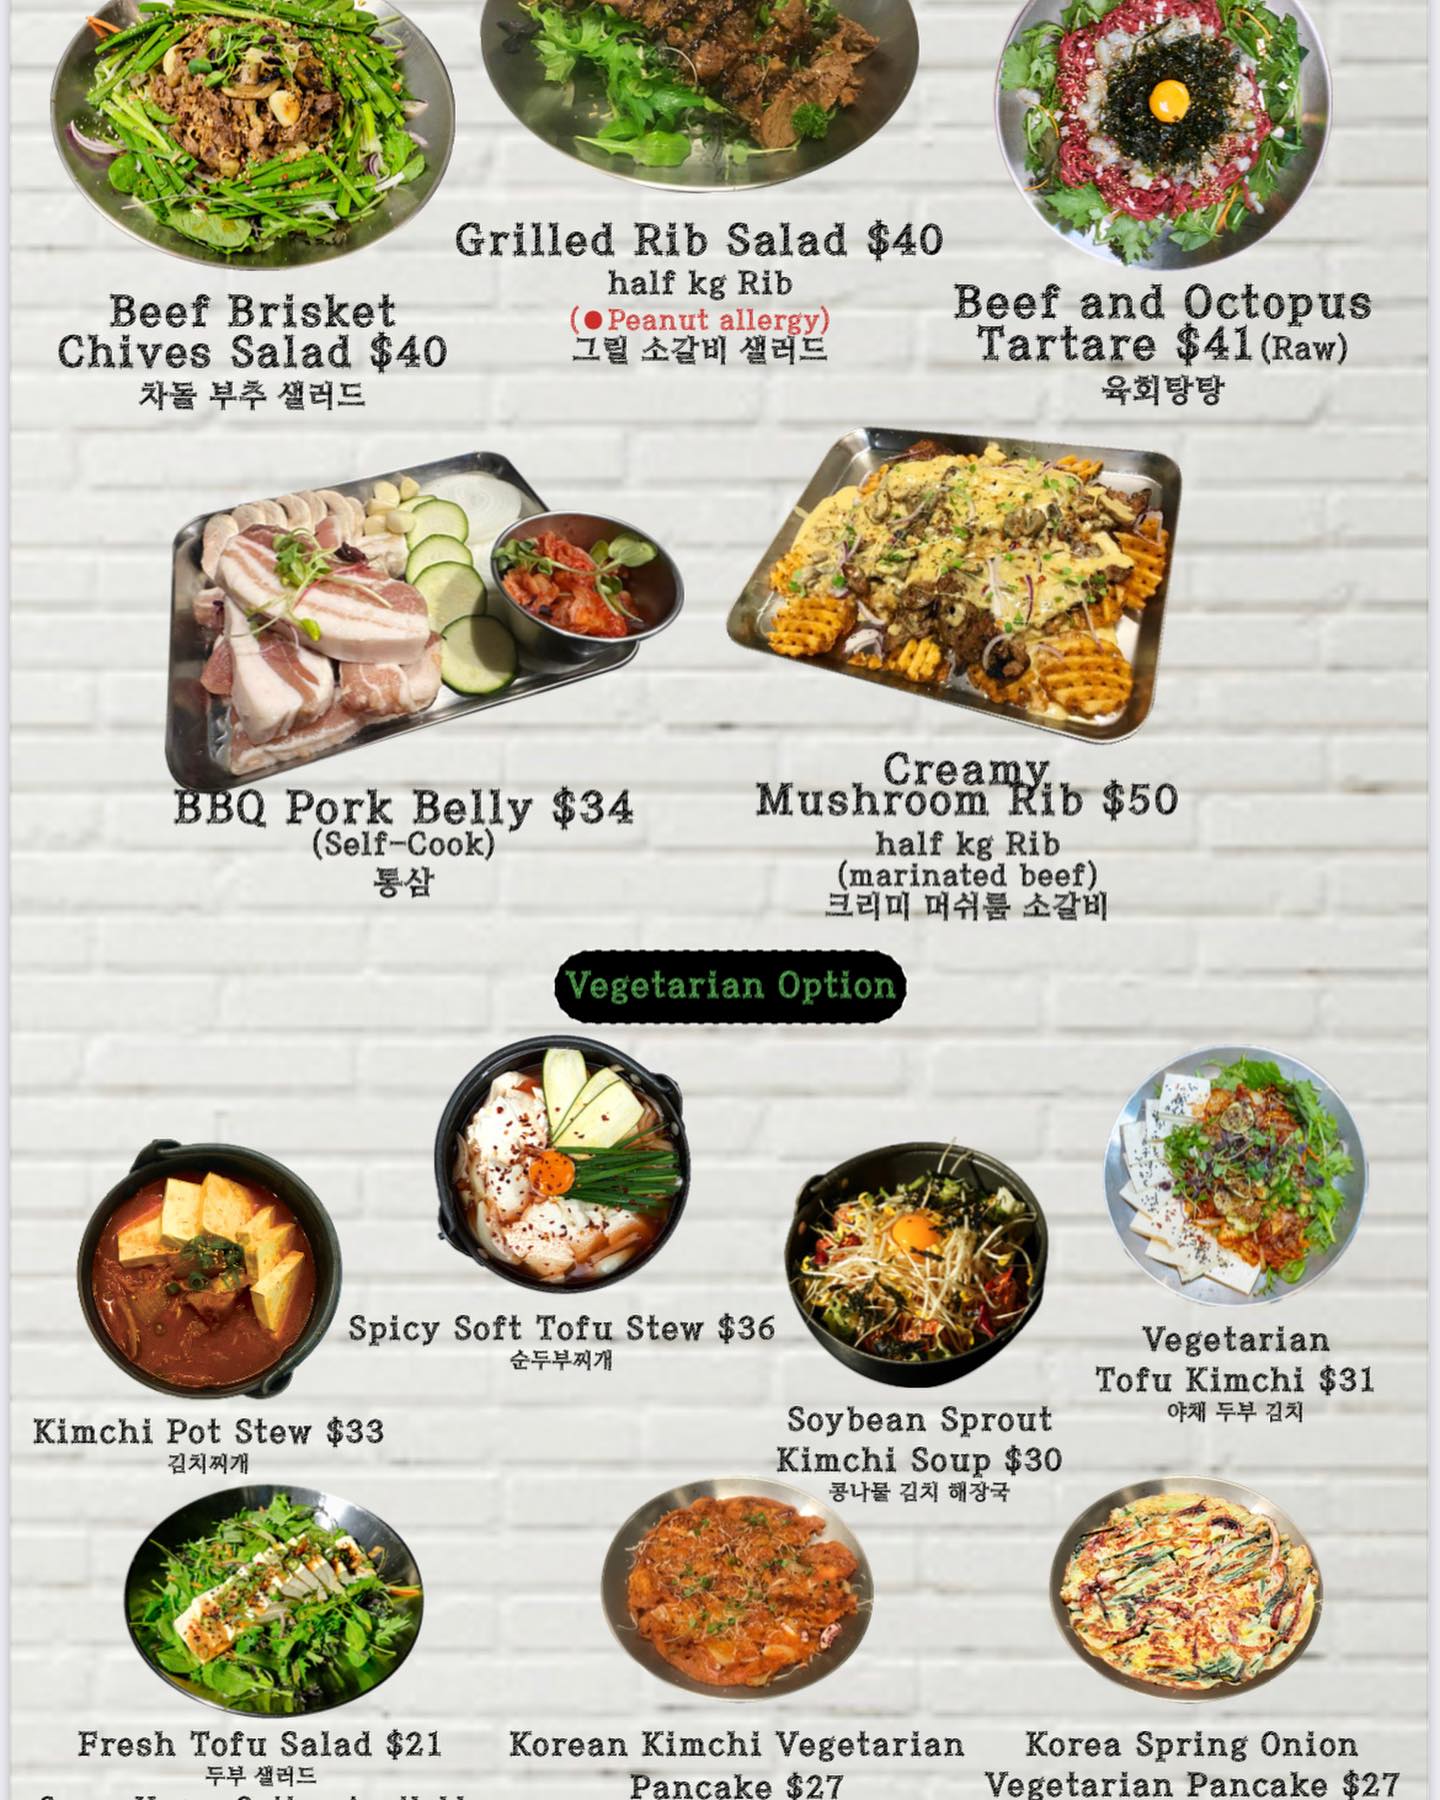 Grilled Rib Salad $40
half kg Rib
(●Peanut allergy)
그릴 소갈비 샐러드
Beef Brisket
Chives Salad $40
차돌 부추 샐러드
Beef and Octopus
Tartare $41(Raw)
육회탕탕
BBQ Pork Belly $34
(Self-Cook)
통삼
Creamy
Mushroom Rib $50
half kg Rib
(marinated beef)
크리미 머쉬룸 소갈비
Vegetarian Option
Spicy Soft Tofu Stew $36
순두부찌개
Vegetarian
Tofu Kimchi $31
야채 두부 김치
Kimchi Pot Stew $33
김치찌개
Soybean Sprout
Kimchi Soup $30
콩나물 김치 해장국
Fresh Tofu Salad $21
두부 샐러드
Korean Kimchi Vegetarian
Pancake $27
Korea Spring Onion
Vegetarian Pancake $27